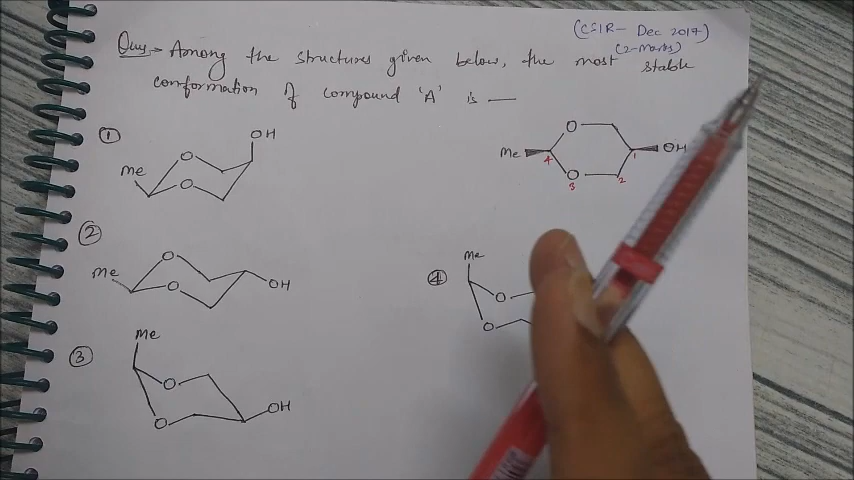 (CSIR- Dec 2017)
(2-Marks)
Ques → Among the structures given below, the most stable
conformation of compound 'A' is —
① OH
Me O
O
O
Me OH
4 1
O
3 2
② O
Me O OH
④ Me
O
O
③ Me
O
O OH